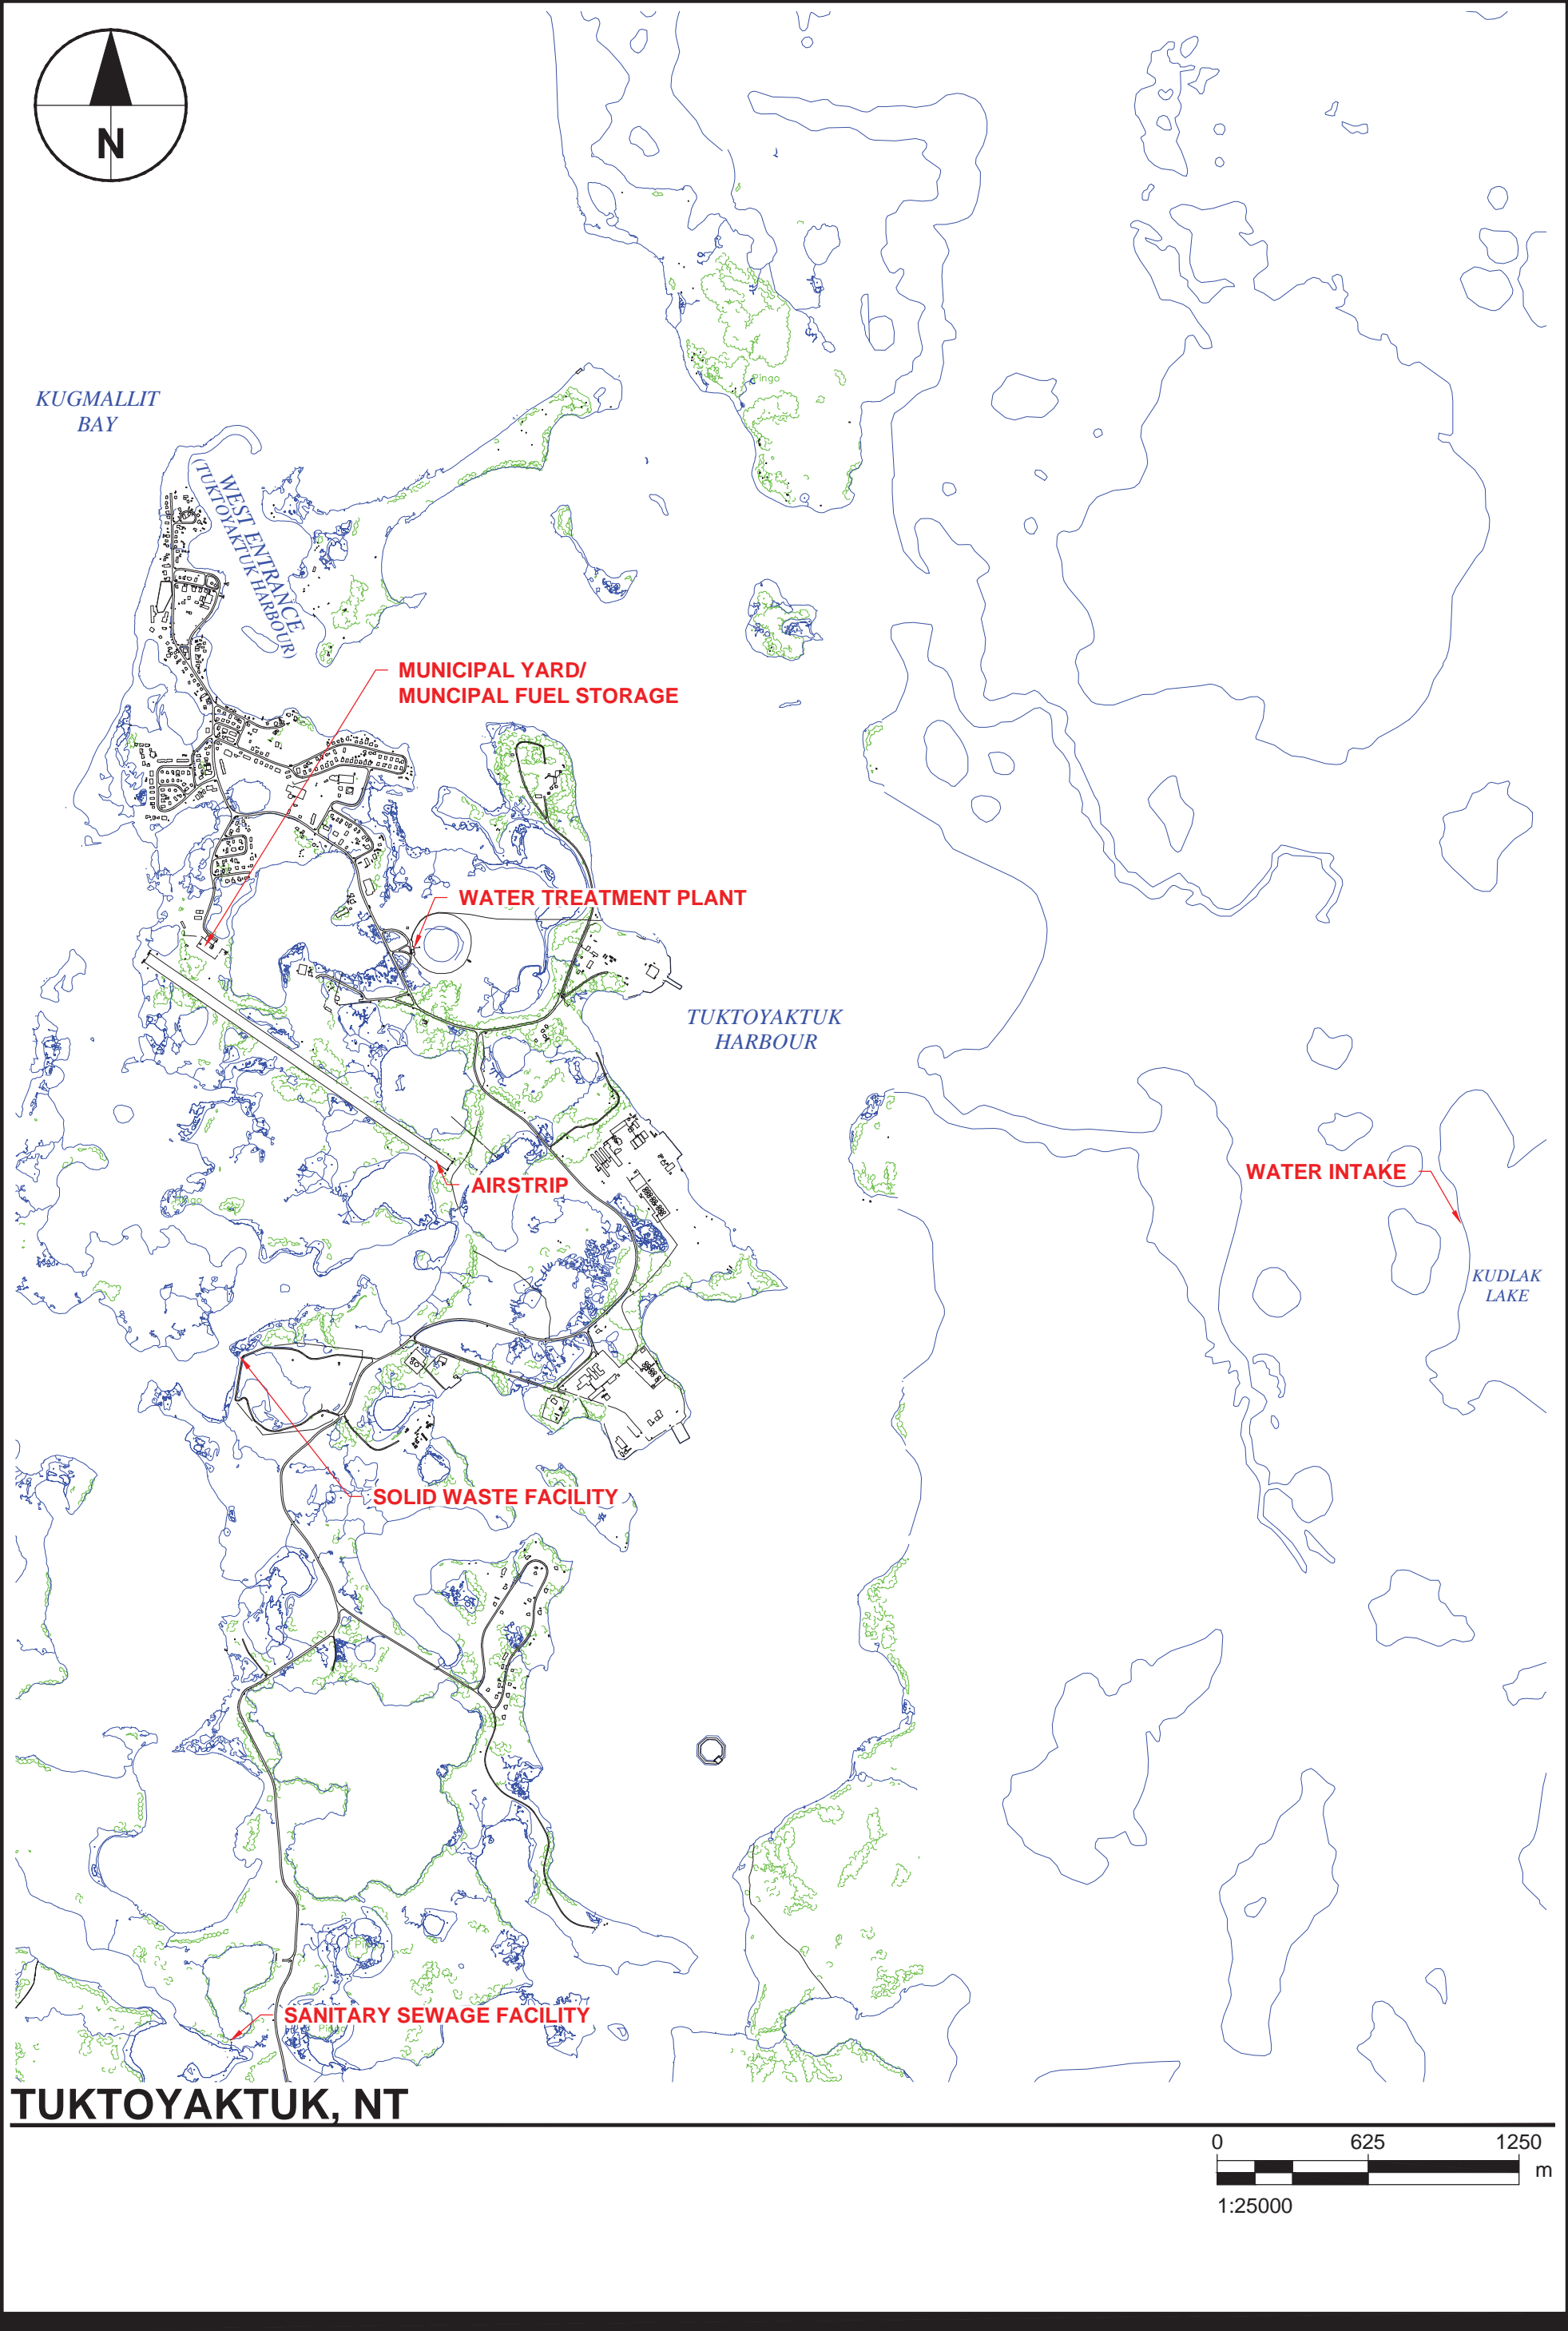 N
KUGMALLIT
BAY
WEST ENTRANCE
(TUKTOYAKTUK HARBOUR)
Pingo
MUNICIPAL YARD/
MUNCIPAL FUEL STORAGE
WATER TREATMENT PLANT
TUKTOYAKTUK
HARBOUR
AIRSTRIP
WATER INTAKE
KUDLAK
LAKE
SOLID WASTE FACILITY
SANITARY SEWAGE FACILITY
TUKTOYAKTUK, NT
0 625 1250
m
1:25000